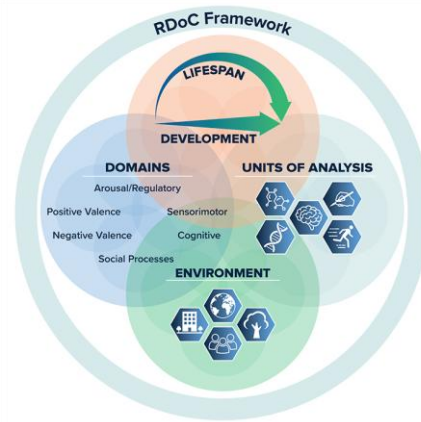 RDoC Framework
LIFESPAN
DEVELOPMENT
DOMAINS
Arousal/Regulatory
Positive Valence
Sensorimotor
Negative Valence
Cognitive
Social Processes
UNITS OF ANALYSIS
ENVIRONMENT